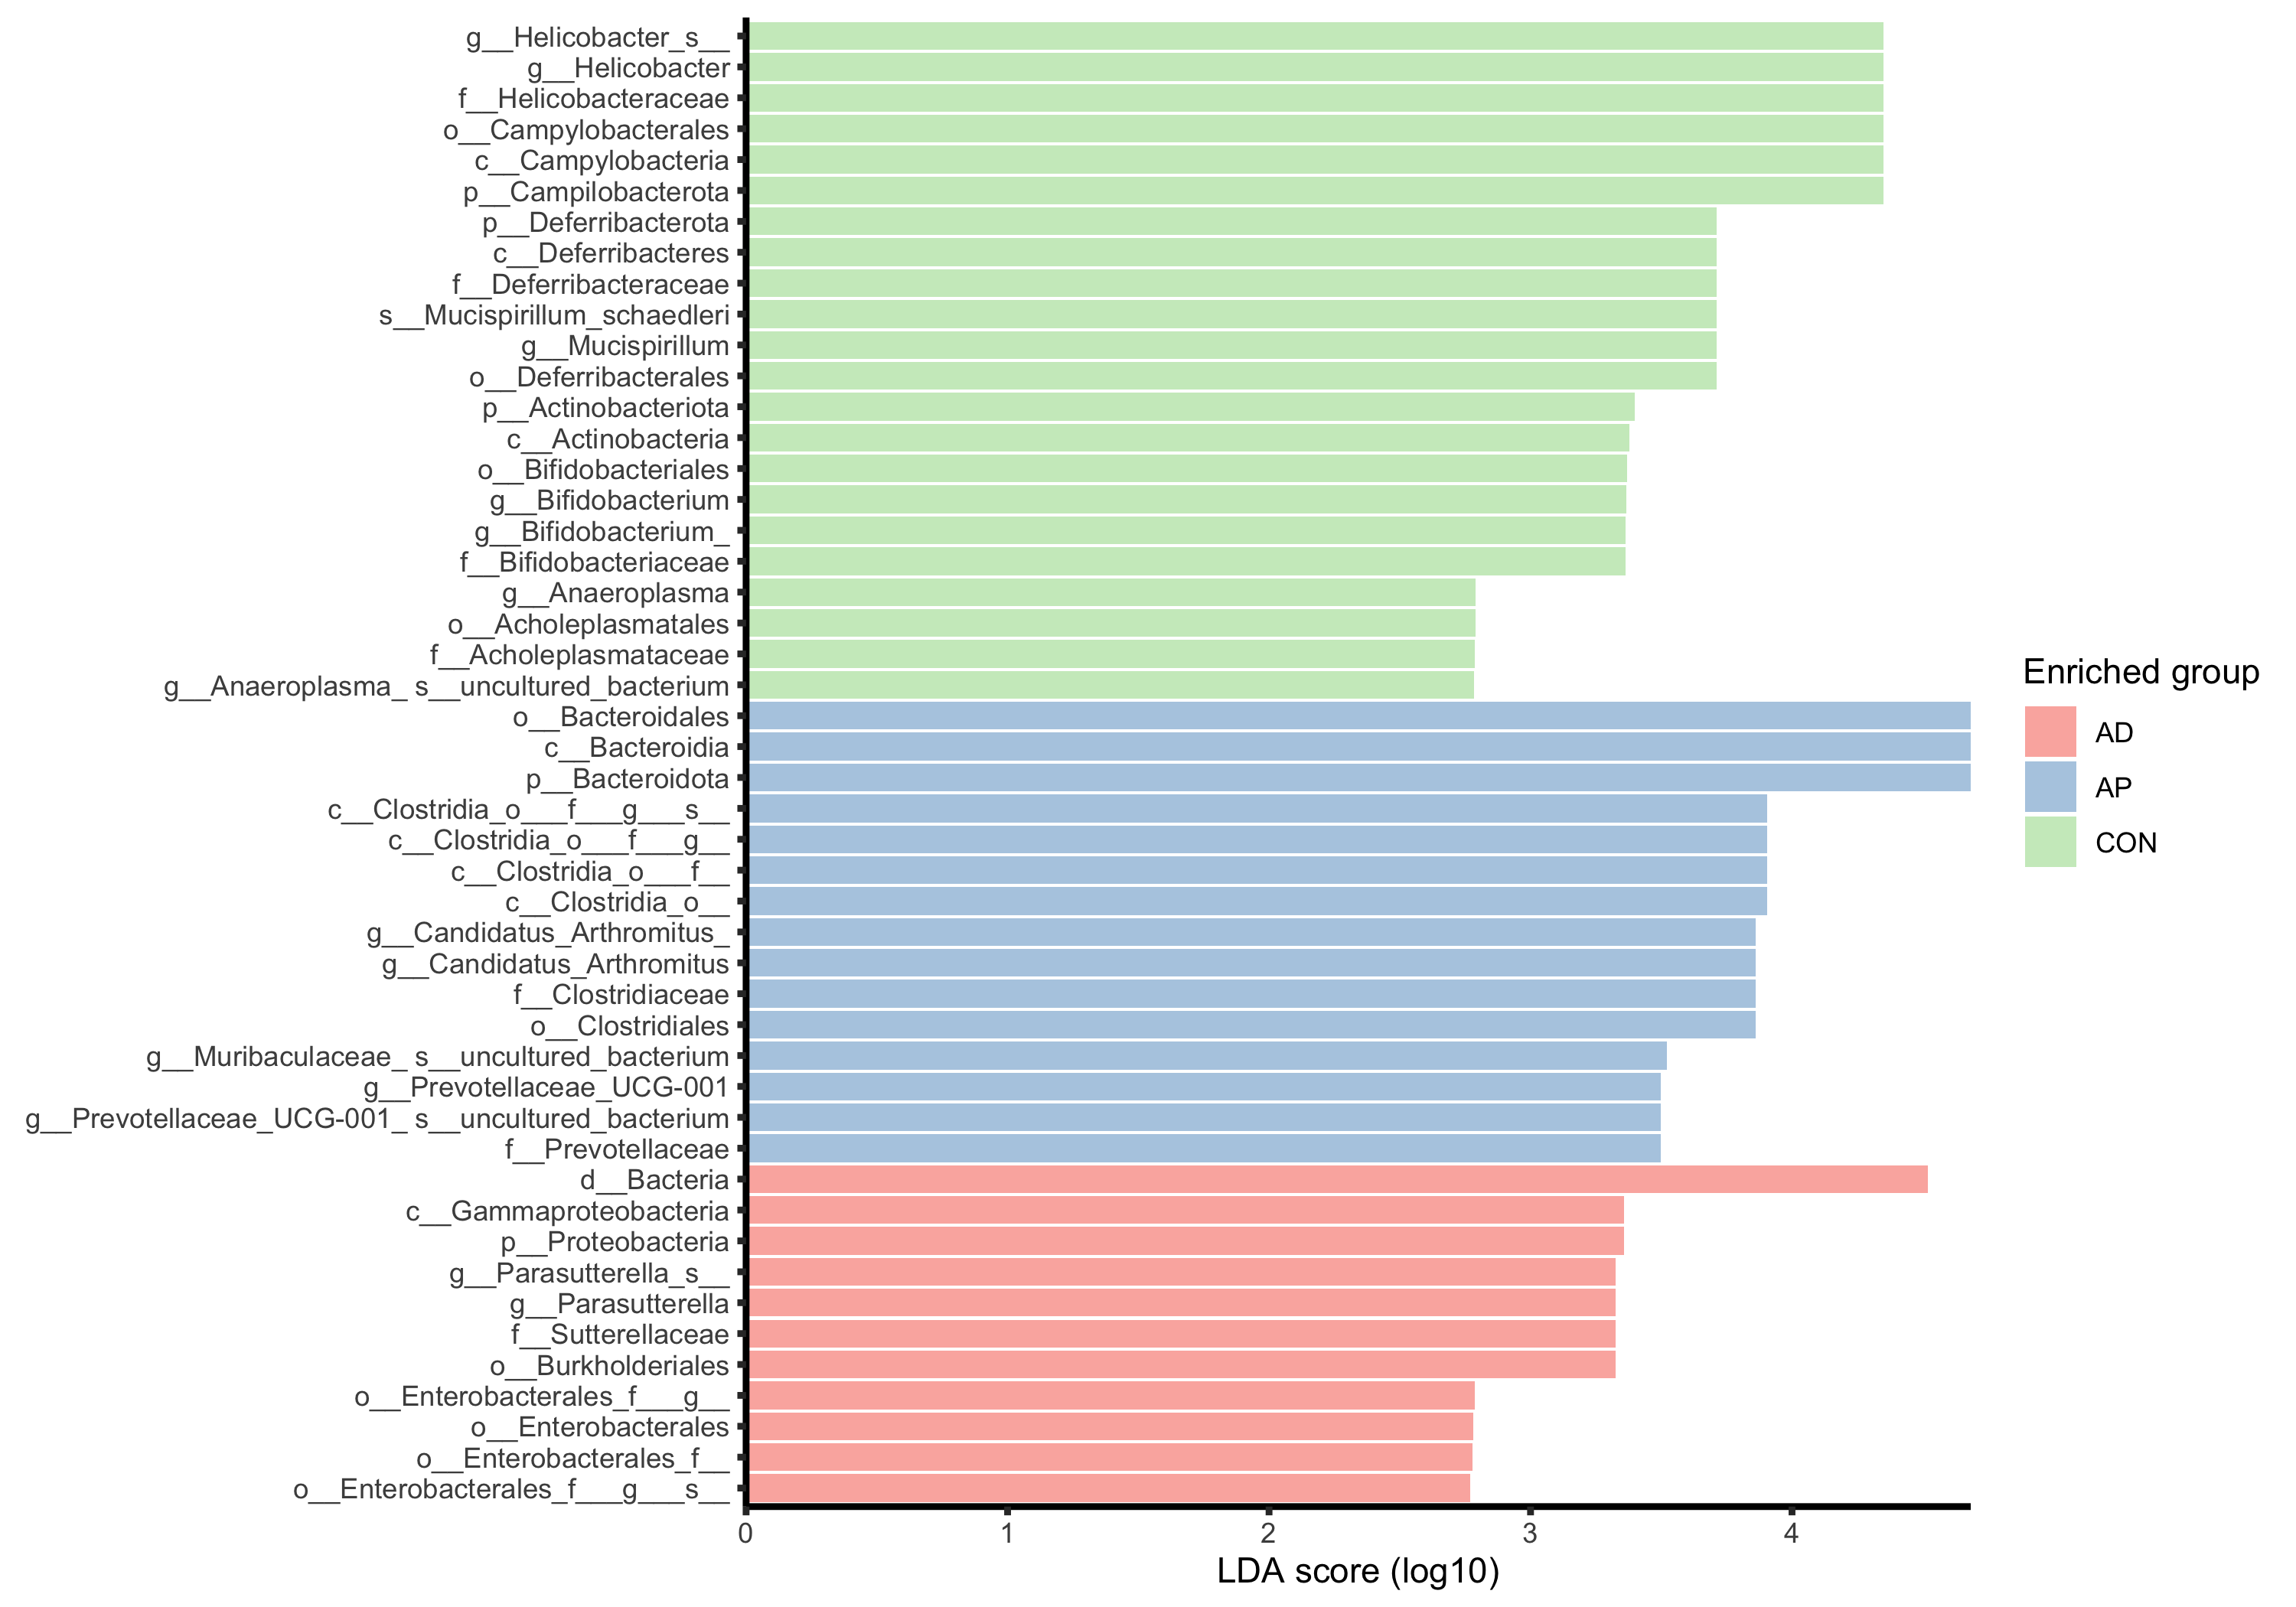 g__Helicobacter_s__
g__Helicobacter
f__Helicobacteraceae
o__Campylobacterales
c__Campylobacteria
p__Campilobacterota
p__Deferribacterota
c__Deferribacteres
f__Deferribacteraceae
s__Mucispirillum_schaedleri
g__Mucispirillum
o__Deferribacterales
p__Actinobacteriota
c__Actinobacteria
o__Bifidobacteriales
g__Bifidobacterium
g__Bifidobacterium_
f__Bifidobacteriaceae
g__Anaeroplasma
o__Acholeplasmatales
f__Acholeplasmataceae
g__Anaeroplasma_ s__uncultured_bacterium
o__Bacteroidales
c__Bacteroidia
p__Bacteroidota
c__Clostridia_o___f___g___s__
c__Clostridia_o___f___g__
c__Clostridia_o___f__
c__Clostridia_o__
g__Candidatus_Arthromitus_
g__Candidatus_Arthromitus
f__Clostridiaceae
o__Clostridiales
g__Muribaculaceae_ s__uncultured_bacterium
g__Prevotellaceae_UCG-001
g__Prevotellaceae_UCG-001_ s__uncultured_bacterium
f__Prevotellaceae
d__Bacteria
c__Gammaproteobacteria
p__Proteobacteria
g__Parasutterella_s__
g__Parasutterella
f__Sutterellaceae
o__Burkholderiales
o__Enterobacterales_f___g__
o__Enterobacterales
o__Enterobacterales_f__
o__Enterobacterales_f___g___s__
0 1 2 3 4
LDA score (log10)
Enriched group
AD
AP
CON